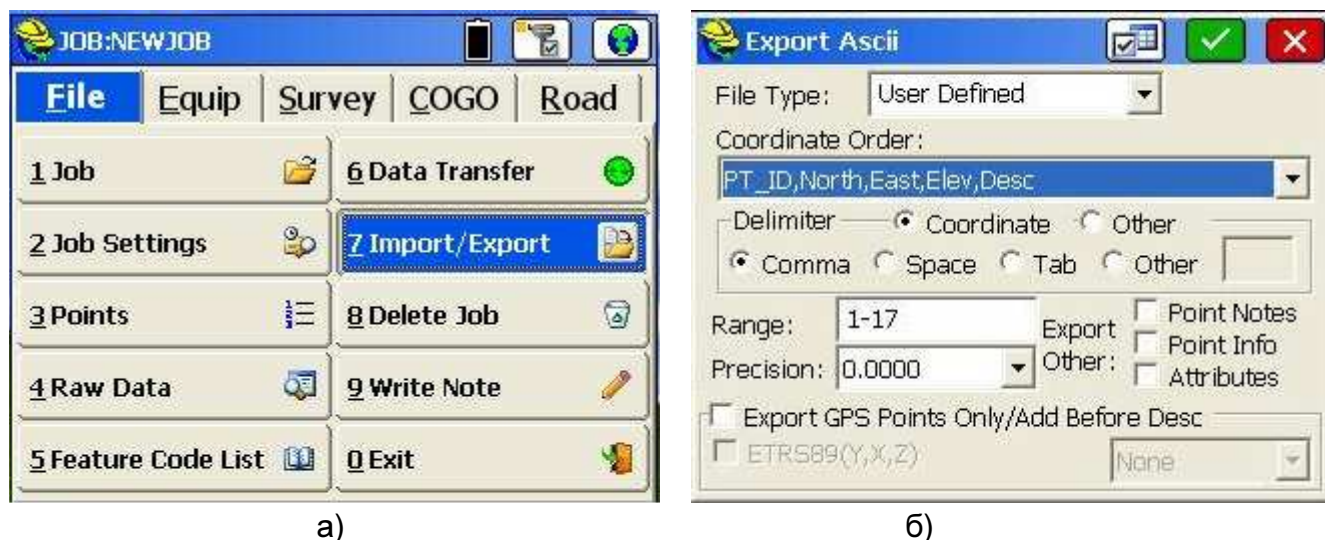 JOB:NEWJOB
File Equip Survey COGO Road
1 Job
6 Data Transfer
2 Job Settings
7 Import/Export
3 Points
8 Delete Job
4 Raw Data
9 Write Note
5 Feature Code List
0 Exit
а)
Export Ascii
File Type: User Defined
Coordinate Order:
PT_ID,North,East,Elev,Desc
Delimiter Coordinate Other
Comma Space Tab Other
Range: 1-17
Precision: 0.0000
Export Other:
Point Notes
Point Info
Attributes
Export GPS Points Only/Add Before Desc
ETRS89(Y,X,Z) None
б)